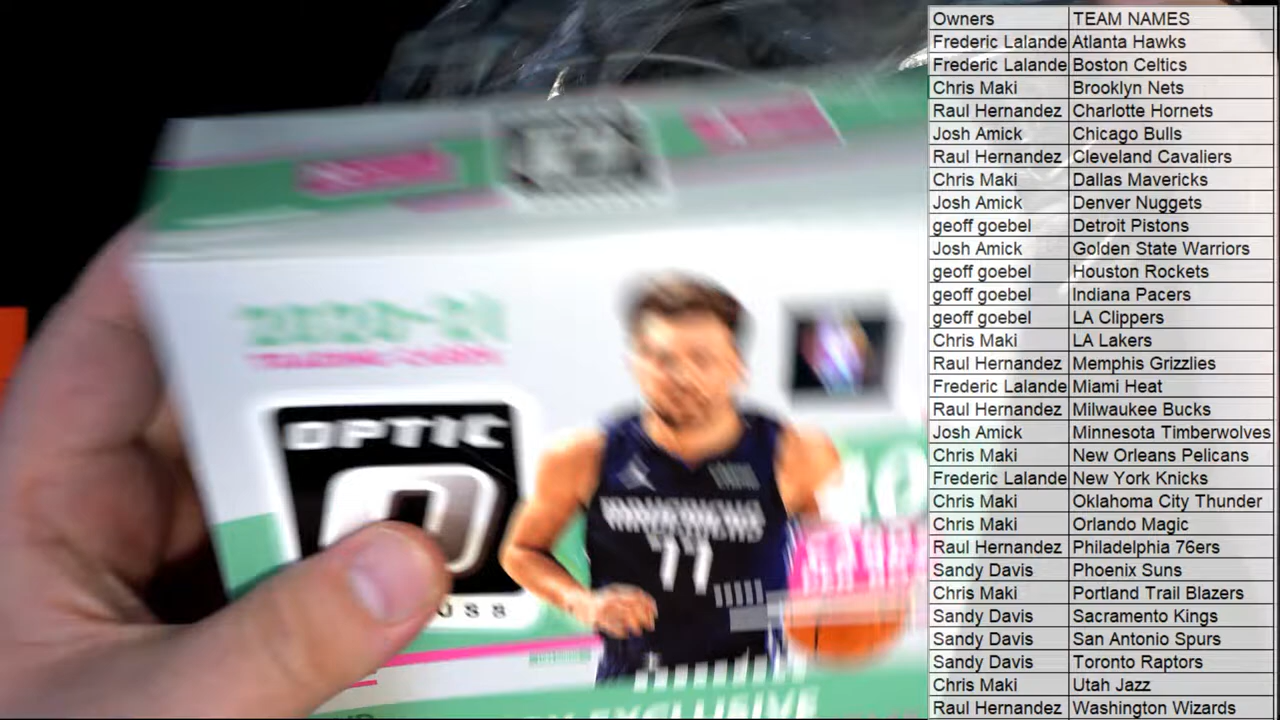 Owners TEAM NAMES
Frederic Lalande Atlanta Hawks
Frederic Lalande Boston Celtics
Chris Maki Brooklyn Nets
Raul Hernandez Charlotte Hornets
Josh Amick Chicago Bulls
Raul Hernandez Cleveland Cavaliers
Chris Maki Dallas Mavericks
Josh Amick Denver Nuggets
geoff goebel Detroit Pistons
Josh Amick Golden State Warriors
geoff goebel Houston Rockets
geoff goebel Indiana Pacers
geoff goebel LA Clippers
Chris Maki LA Lakers
Raul Hernandez Memphis Grizzlies
Frederic Lalande Miami Heat
Raul Hernandez Milwaukee Bucks
Josh Amick Minnesota Timberwolves
Chris Maki New Orleans Pelicans
Frederic Lalande New York Knicks
Chris Maki Oklahoma City Thunder
Chris Maki Orlando Magic
Raul Hernandez Philadelphia 76ers
Sandy Davis Phoenix Suns
Chris Maki Portland Trail Blazers
Sandy Davis Sacramento Kings
Sandy Davis San Antonio Spurs
Sandy Davis Toronto Raptors
Chris Maki Utah Jazz
Raul Hernandez Washington Wizards
2020-21
TRADING CARDS
OPTIC
77
EXCLUSIVE